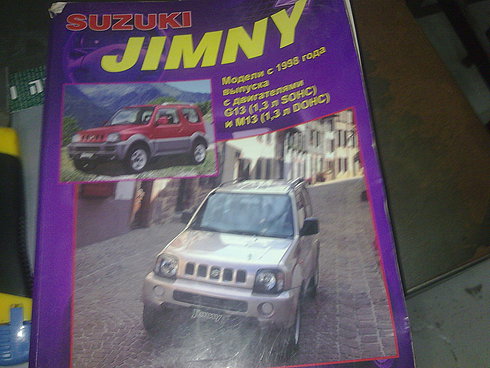 SUZUKI
JIMNY
Модели с 1998 года
выпуска
с двигателями
G13 (1,3 л SOHC)
и M13 (1,3 л DOHC)
Jimny